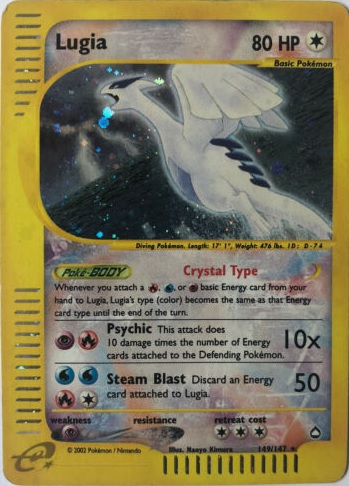 Lugia 80 HP
Basic Pokémon
Diving Pokémon. Length: 17' 1", Weight: 476 lbs. ID: D-74
Poké-BODY Crystal Type
Whenever you attach a , , or basic Energy card from your
hand to Lugia, Lugia's type (color) becomes the same as that Energy
card type until the end of the turn.
Psychic This attack does 10x
10 damage times the number of Energy
cards attached to the Defending Pokémon.
Steam Blast Discard an Energy 50
card attached to Lugia.
weakness resistance retreat cost
Illus. Naoyo Kimura 149/147
© 2002 Pokémon / Nintendo
e